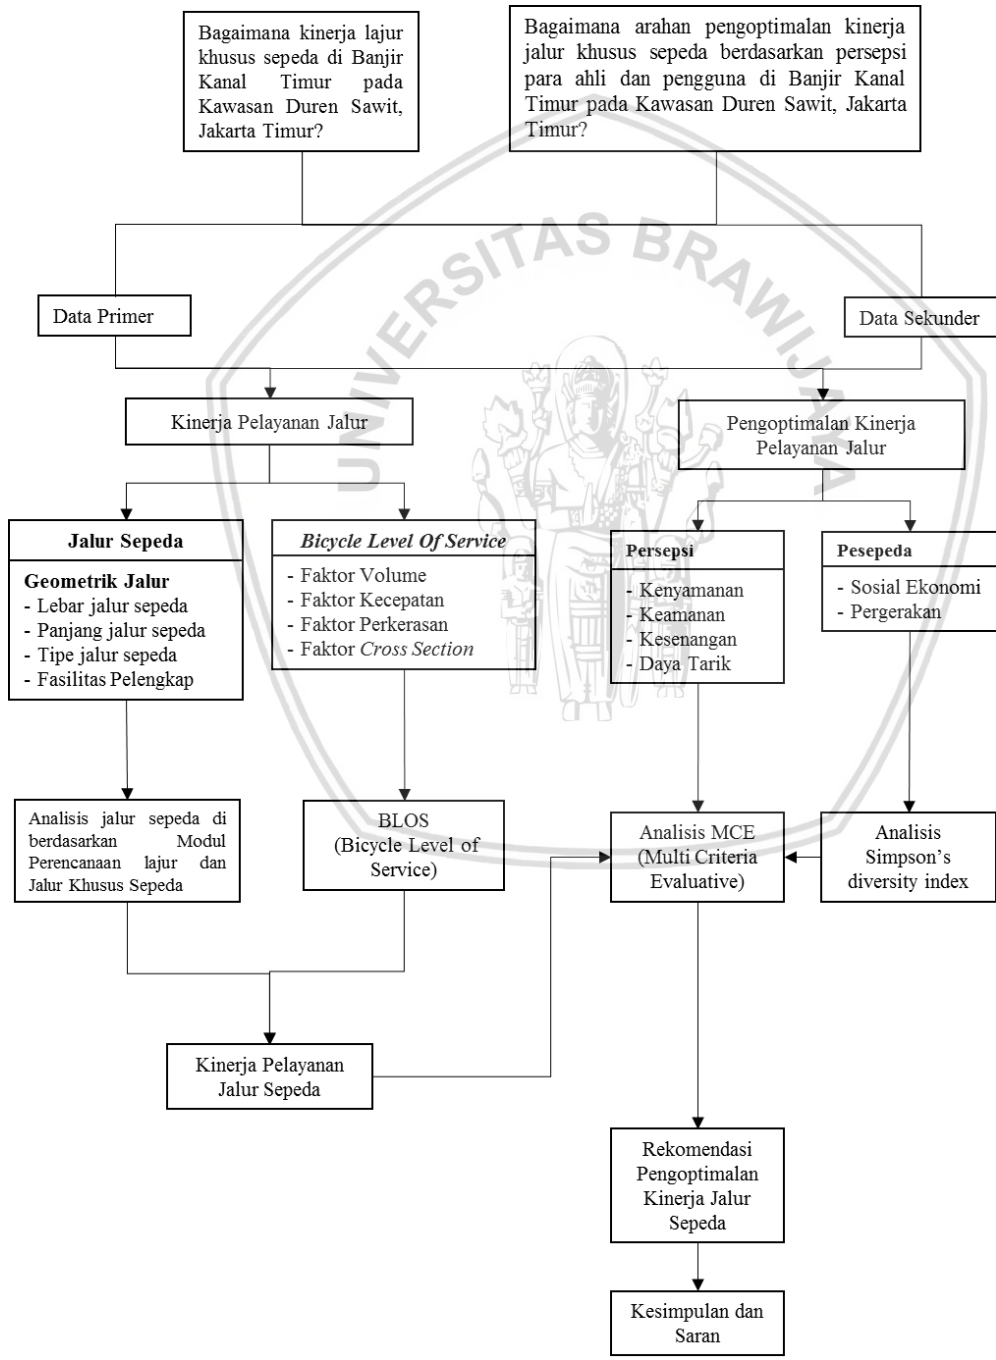 Bagaimana kinerja lajur
khusus sepeda di Banjir
Kanal Timur pada
Kawasan Duren Sawit,
Jakarta Timur?
Bagaimana arahan pengoptimalan kinerja
jalur khusus sepeda berdasarkan persepsi
para ahli dan pengguna di Banjir Kanal
Timur pada Kawasan Duren Sawit, Jakarta
Timur?
UNIVERSITAS BRAWIJAYA
Data Primer
Data Sekunder
Kinerja Pelayanan Jalur
Pengoptimalan Kinerja
Pelayanan Jalur
Jalur Sepeda
Geometrik Jalur
- Lebar jalur sepeda
- Panjang jalur sepeda
- Tipe jalur sepeda
- Fasilitas Pelengkap
Bicycle Level Of Service
- Faktor Volume
- Faktor Kecepatan
- Faktor Perkerasan
- Faktor Cross Section
Persepsi
- Kenyamanan
- Keamanan
- Kesenangan
- Daya Tarik
Pesepeda
- Sosial Ekonomi
- Pergerakan
Analisis jalur sepeda di
berdasarkan Modul
Perencanaan lajur dan
Jalur Khusus Sepeda
BLOS
(Bicycle Level of
Service)
Analisis MCE
(Multi Criteria
Evaluative)
Analisis
Simpson's
diversity index
Kinerja Pelayanan
Jalur Sepeda
Rekomendasi
Pengoptimalan
Kinerja Jalur
Sepeda
Kesimpulan dan
Saran